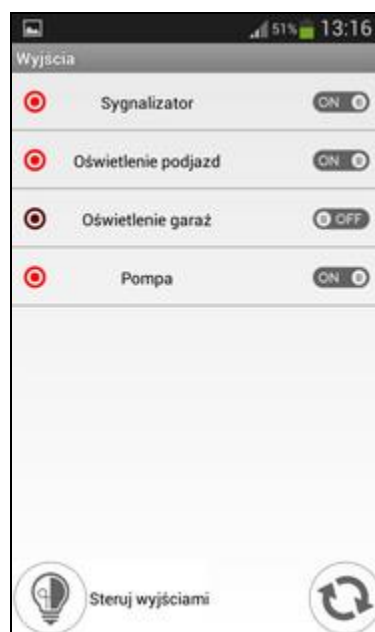 51% 13:16
Wyjścia
Sygnalizator ON
Oświetlenie podjazd ON
Oświetlenie garaż OFF
Pompa ON
Steruj wyjściami